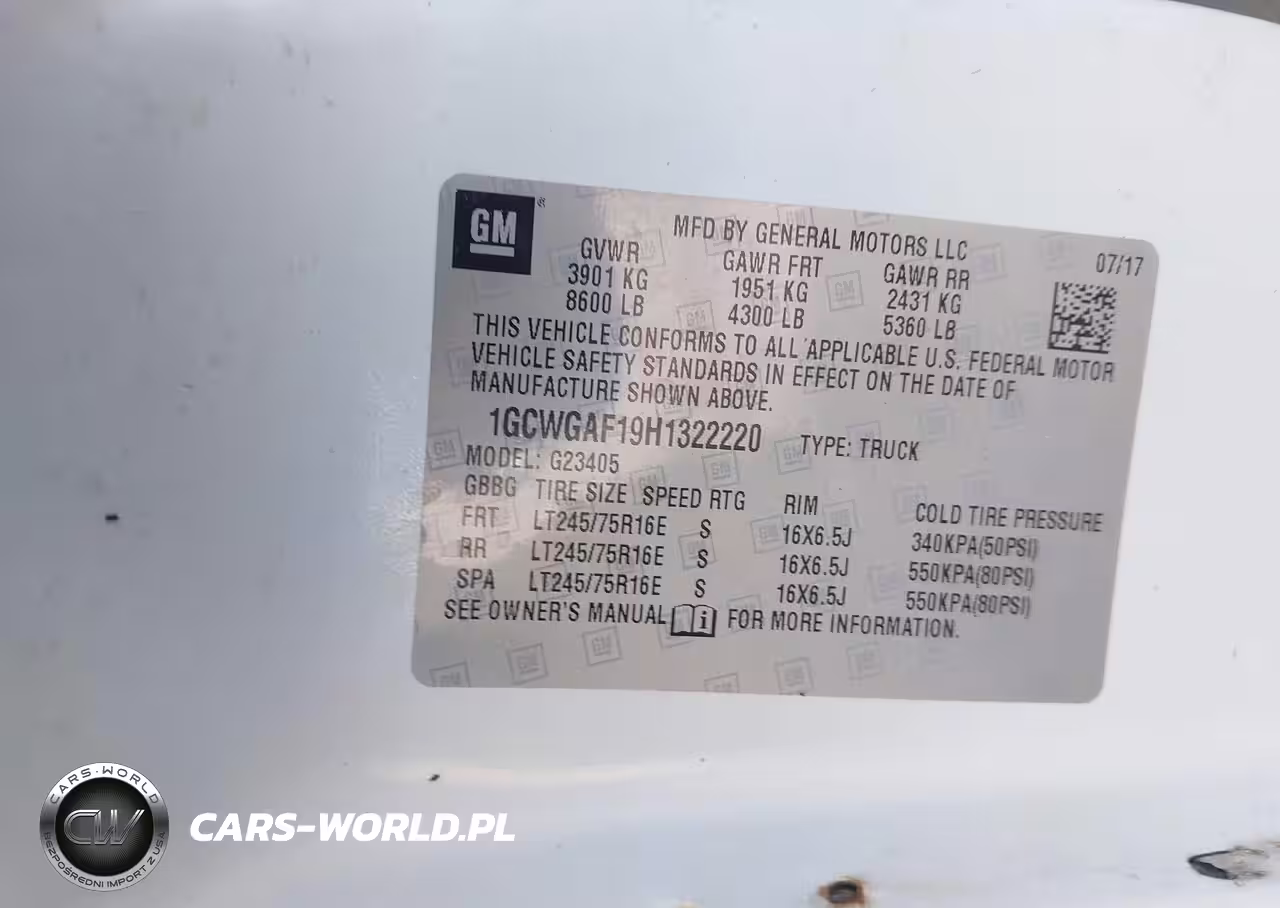 GM ®
MFD BY GENERAL MOTORS LLC
07/17
GVWR GAWR FRT GAWR RR
3901 KG 1951 KG 2431 KG
8600 LB 4300 LB 5360 LB
THIS VEHICLE CONFORMS TO ALL APPLICABLE U.S. FEDERAL MOTOR
VEHICLE SAFETY STANDARDS IN EFFECT ON THE DATE OF
MANUFACTURE SHOWN ABOVE.
1GCWGAF19H1322220 TYPE: TRUCK
MODEL: G23405
GBBG TIRE SIZE SPEED RTG RIM COLD TIRE PRESSURE
FRT LT245/75R16E S 16X6.5J 340KPA(50PSI)
RR LT245/75R16E S 16X6.5J 550KPA(80PSI)
SPA LT245/75R16E S 16X6.5J 550KPA(80PSI)
SEE OWNER'S MANUAL i FOR MORE INFORMATION.
CARS-WORLD
CW
BEZPOŚREDNI IMPORT Z USA
CARS-WORLD.PL